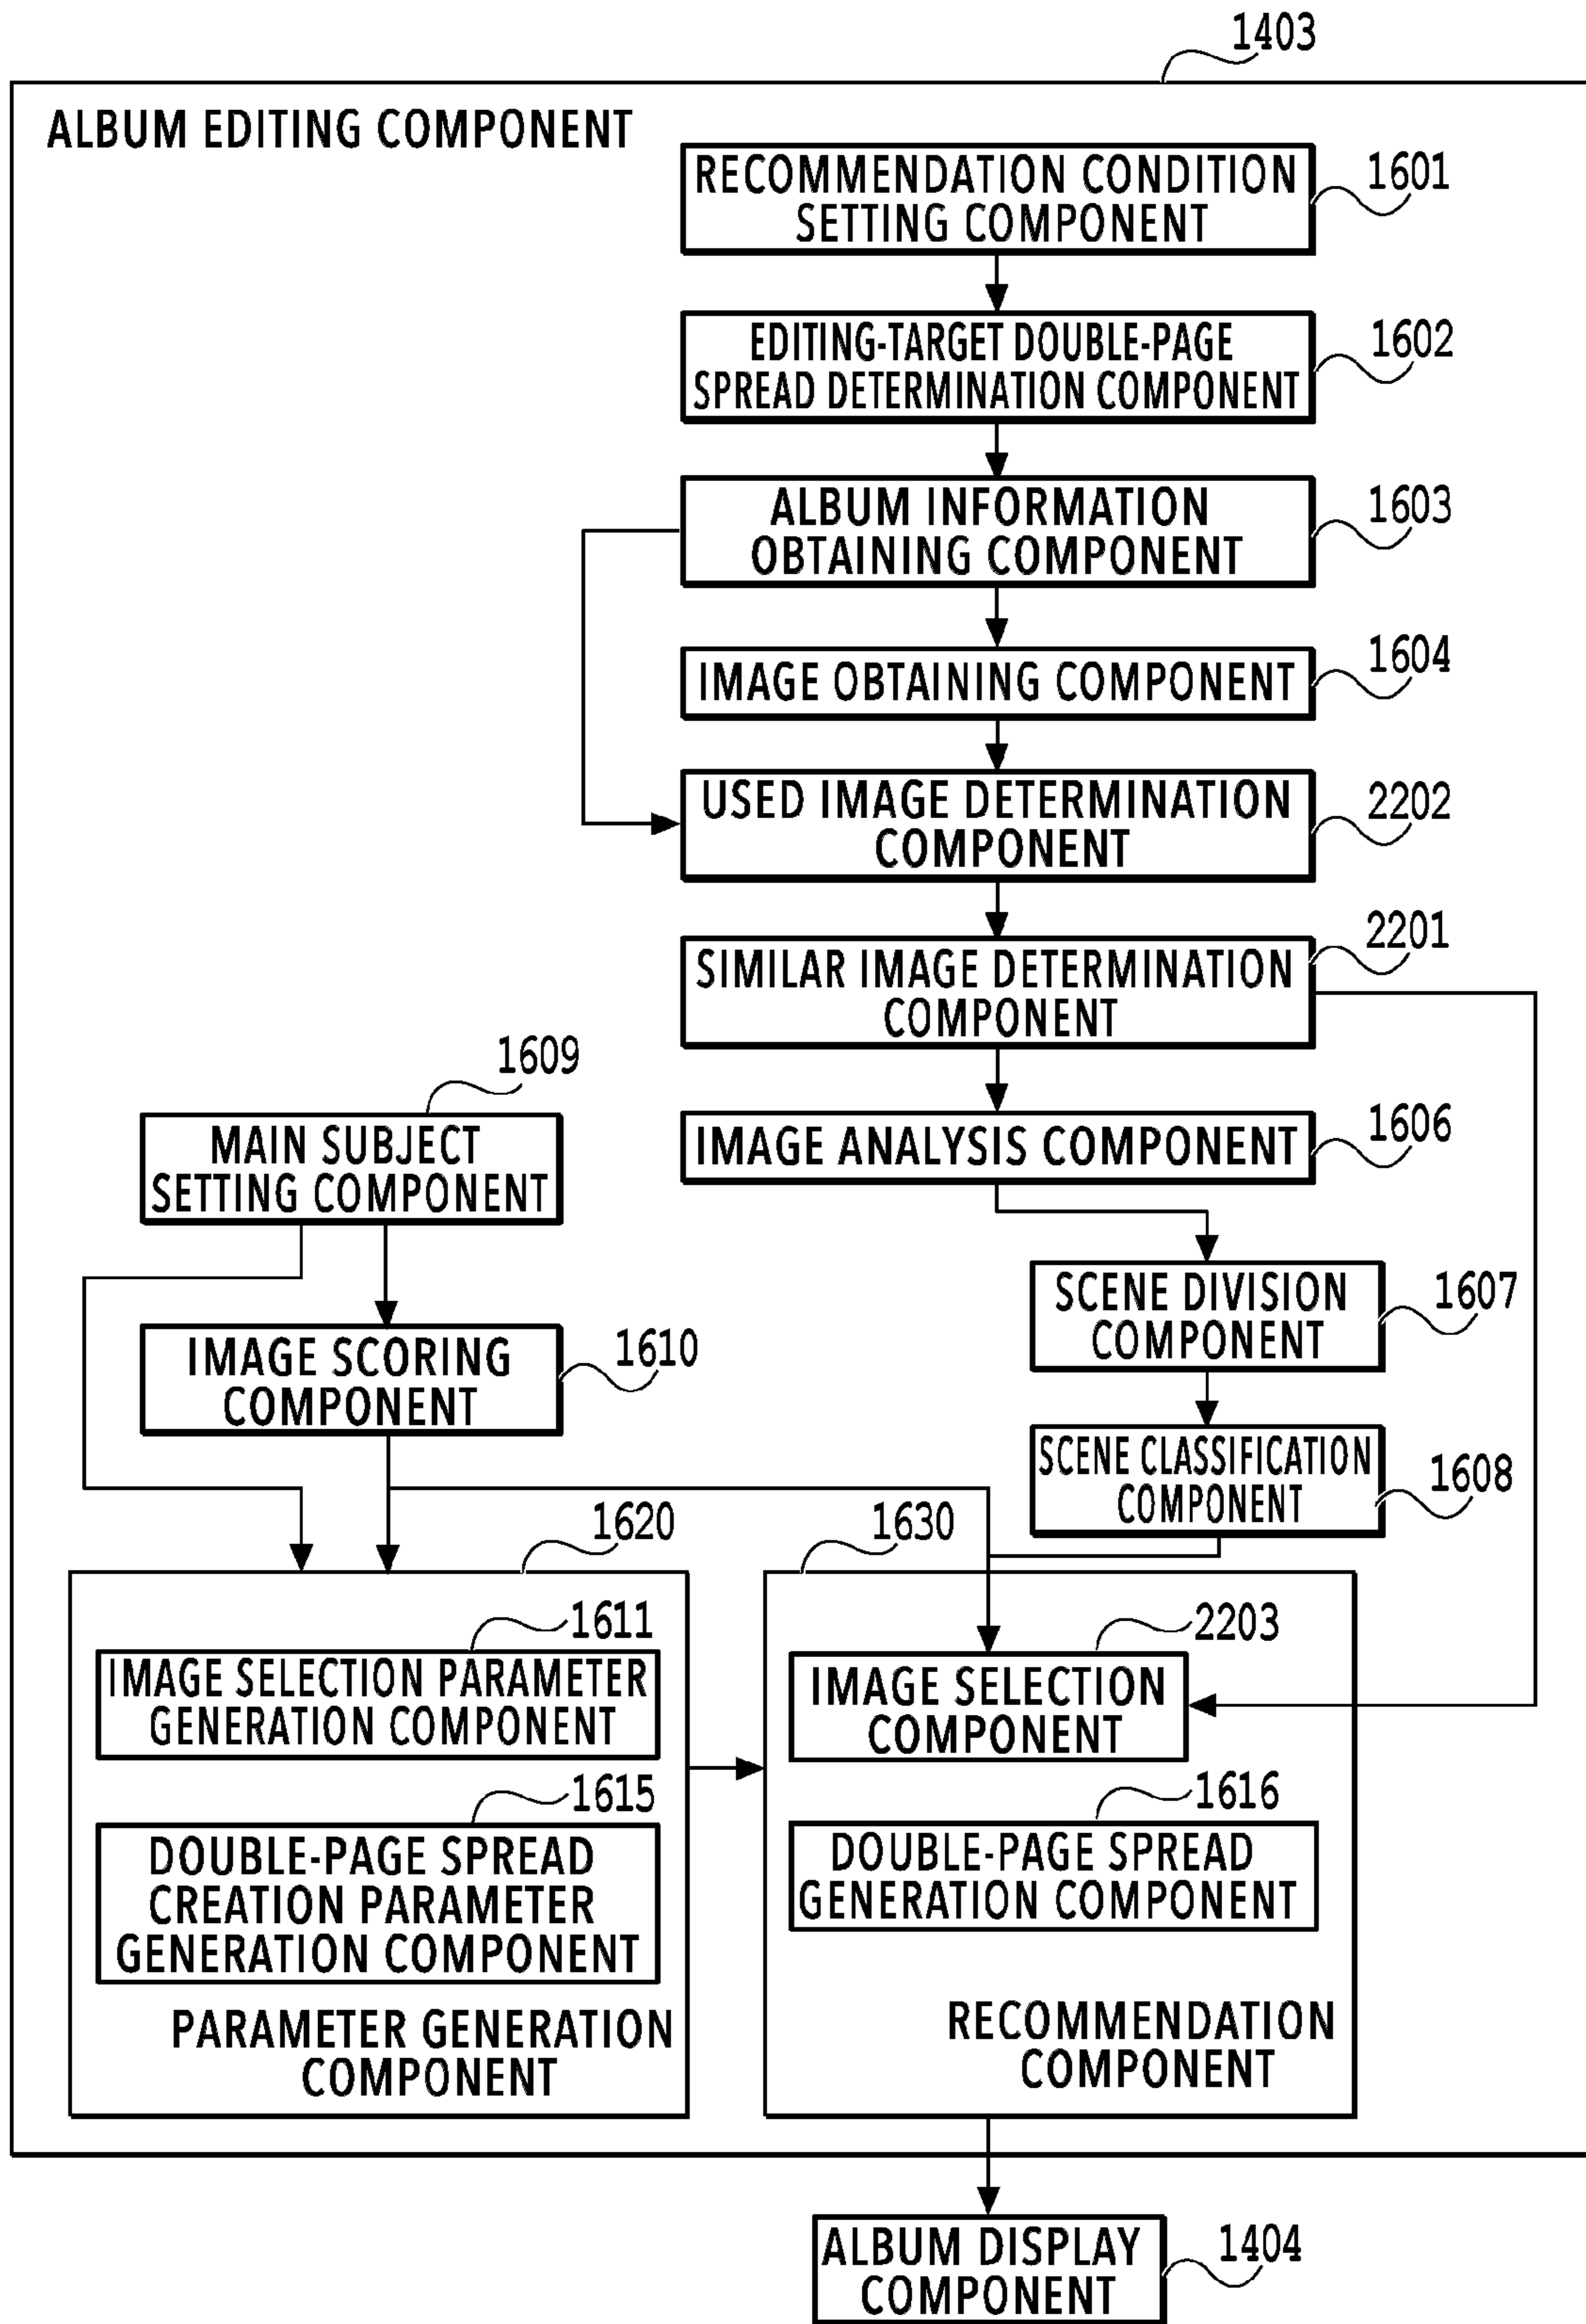 1403
ALBUM EDITING COMPONENT
RECOMMENDATION CONDITION
SETTING COMPONENT
1601
EDITING-TARGET DOUBLE-PAGE
SPREAD DETERMINATION COMPONENT
1602
ALBUM INFORMATION
OBTAINING COMPONENT
1603
IMAGE OBTAINING COMPONENT
1604
USED IMAGE DETERMINATION
COMPONENT
2202
SIMILAR IMAGE DETERMINATION
COMPONENT
2201
1609
MAIN SUBJECT
SETTING COMPONENT
IMAGE ANALYSIS COMPONENT
1606
SCENE DIVISION
COMPONENT
1607
IMAGE SCORING
COMPONENT
1610
SCENE CLASSIFICATION
COMPONENT
1608
1620
1630
1611
IMAGE SELECTION PARAMETER
GENERATION COMPONENT
1615
DOUBLE-PAGE SPREAD
CREATION PARAMETER
GENERATION COMPONENT
PARAMETER GENERATION
COMPONENT
2203
IMAGE SELECTION
COMPONENT
1616
DOUBLE-PAGE SPREAD
GENERATION COMPONENT
RECOMMENDATION
COMPONENT
ALBUM DISPLAY
COMPONENT
1404